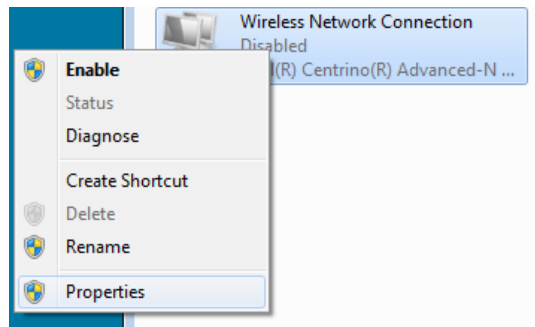 Wireless Network Connection
Disabled
(R) Centrino(R) Advanced-N ...
Enable
Status
Diagnose
Create Shortcut
Delete
Rename
Properties